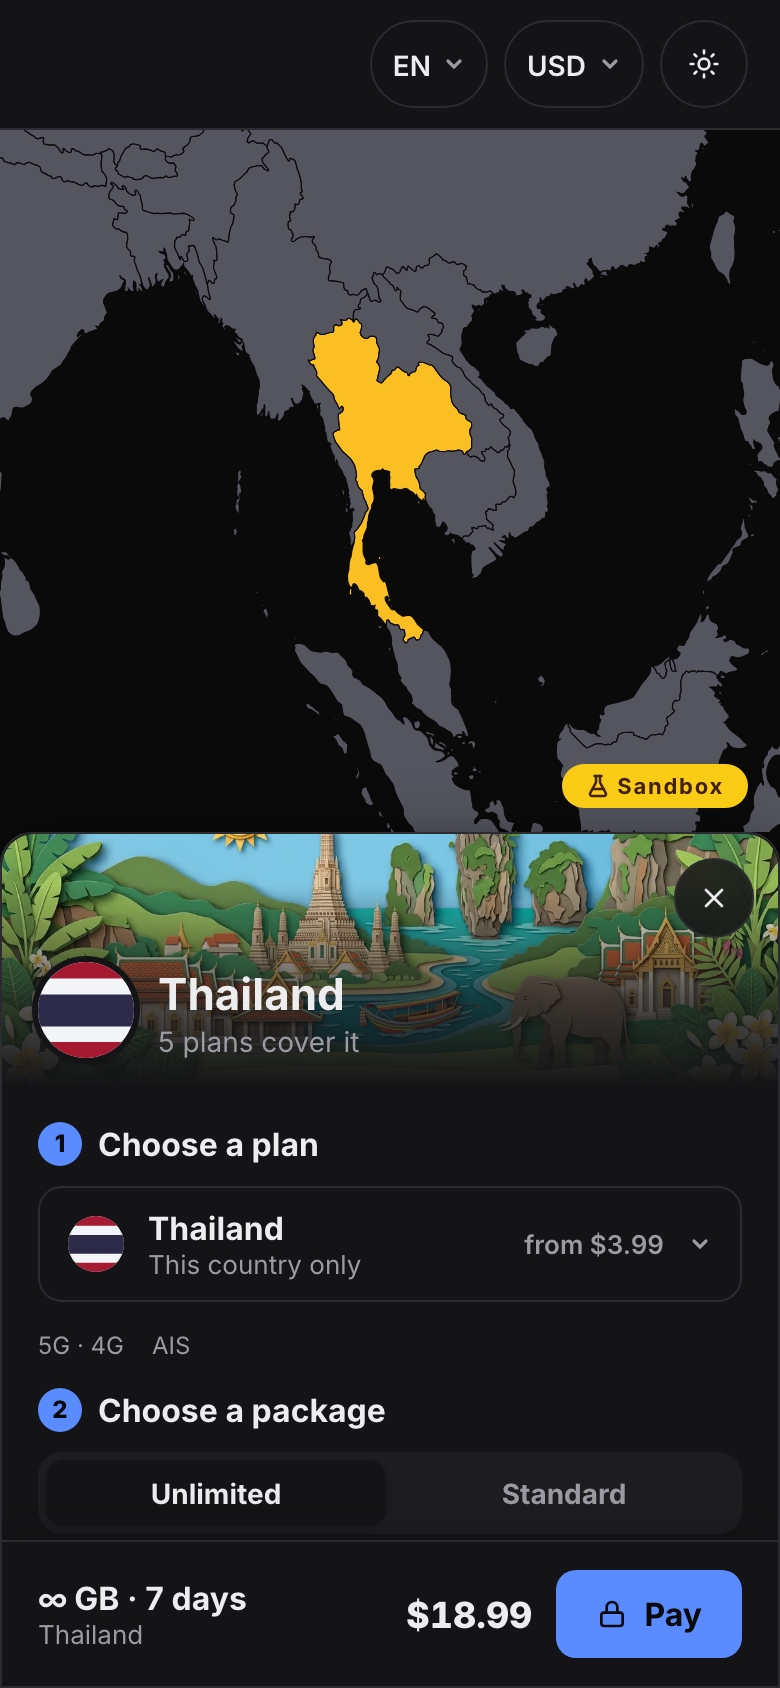 EN
USD
Sandbox
Thailand
5 plans cover it
1 Choose a plan
Thailand
This country only
from $3.99
5G · 4G AIS
2 Choose a package
Unlimited
Standard
∞ GB · 7 days
Thailand
$18.99
Pay